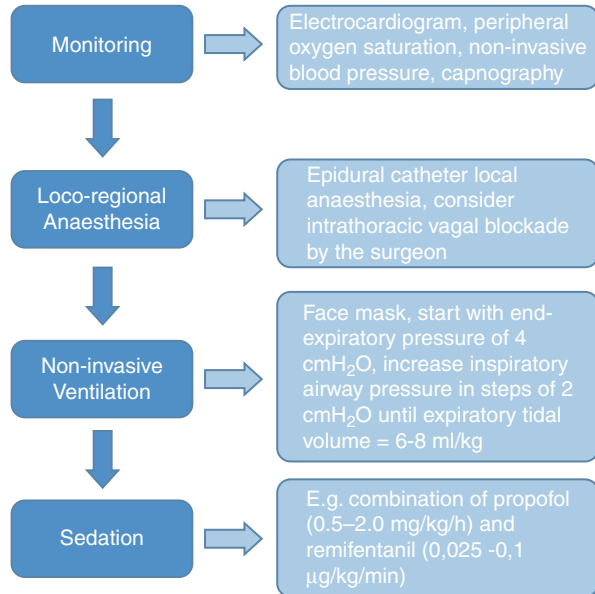 Monitoring
Electrocardiogram, peripheral
oxygen saturation, non-invasive
blood pressure, capnography
Loco-regional
Anaesthesia
Epidural catheter local
anaesthesia, consider
intrathoracic vagal blockade
by the surgeon
Non-invasive
Ventilation
Face mask, start with end-
expiratory pressure of 4
cmH₂O, increase inspiratory
airway pressure in steps of 2
cmH₂O until expiratory tidal
volume = 6-8 ml/kg
Sedation
E.g. combination of propofol
(0.5–2.0 mg/kg/h) and
remifentanil (0,025 -0,1
μg/kg/min)